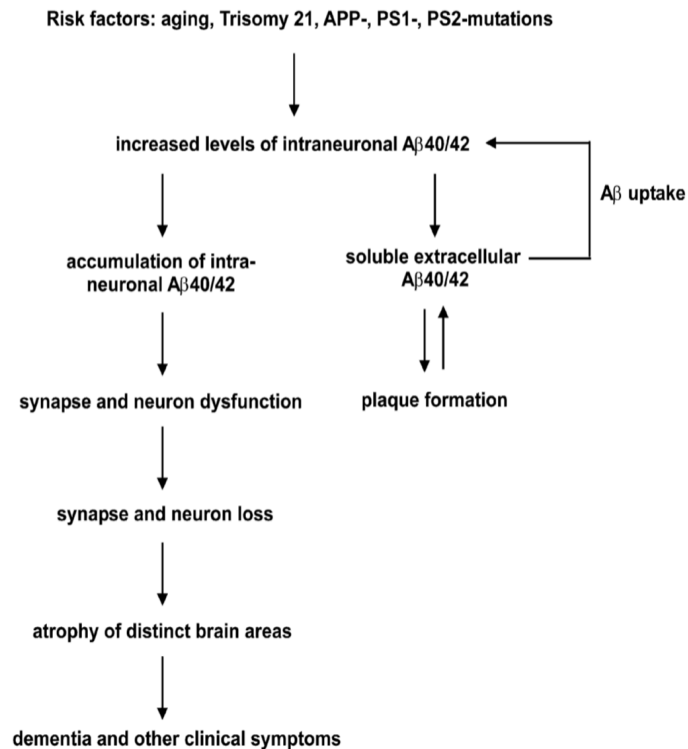 Risk factors: aging, Trisomy 21, APP-, PS1-, PS2-mutations
increased levels of intraneuronal Aβ40/42
Aβ uptake
accumulation of intra-
neuronal Aβ40/42
soluble extracellular
Aβ40/42
synapse and neuron dysfunction
plaque formation
synapse and neuron loss
atrophy of distinct brain areas
dementia and other clinical symptoms